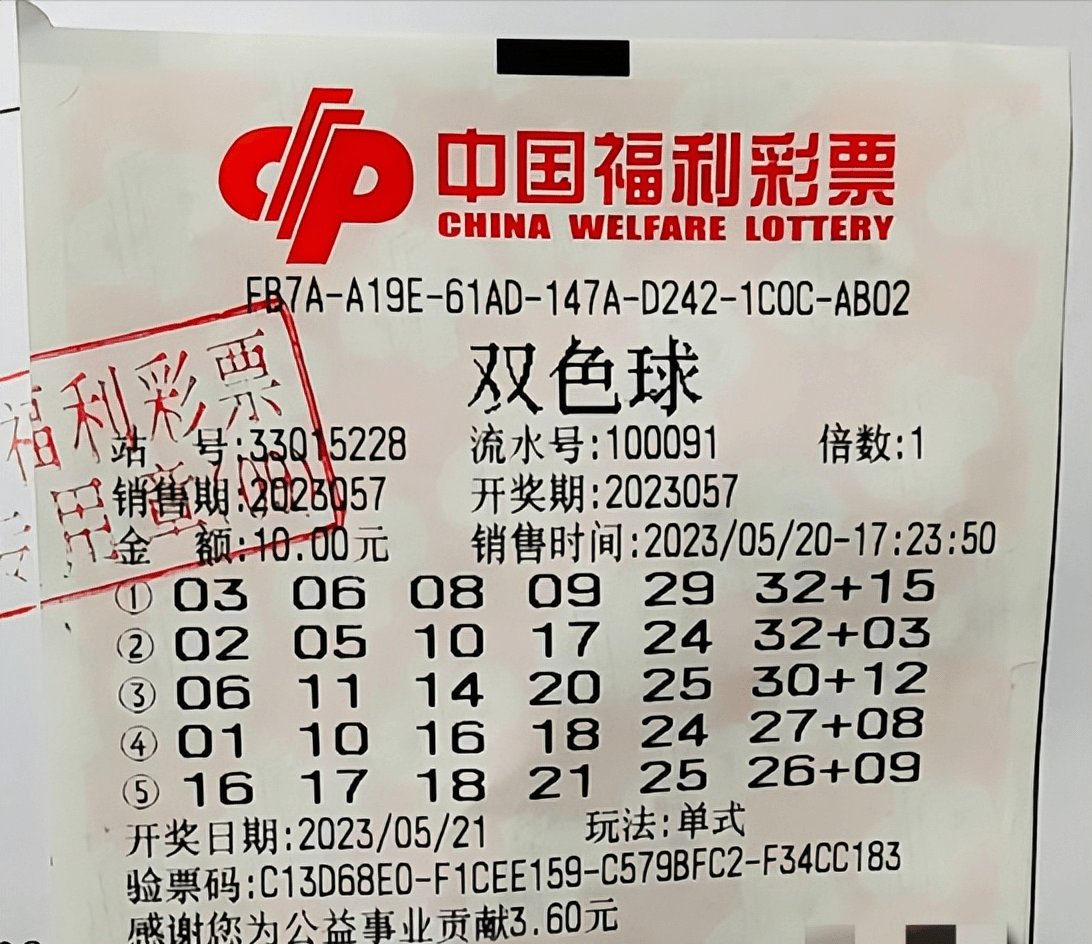 中国福利彩票
CHINA WELFARE LOTTERY
FB7A-A19E-61AD-147A-D242-1C0C-AB02
双色球
福利彩票
站 号:33015228 流水号:100091 倍数:1
销售期:2023057 开奖期:2023057
金 额:10.00元 销售时间:2023/05/20-17:23:50
① 03 06 08 09 29 32+15
② 02 05 10 17 24 32+03
③ 06 11 14 20 25 30+12
④ 01 10 16 18 24 27+08
⑤ 16 17 18 21 25 26+09
开奖日期:2023/05/21 玩法:单式
验票码:C13D68E0-F1CEE159-C579BFC2-F34CC183
感谢您为公益事业贡献3.60元